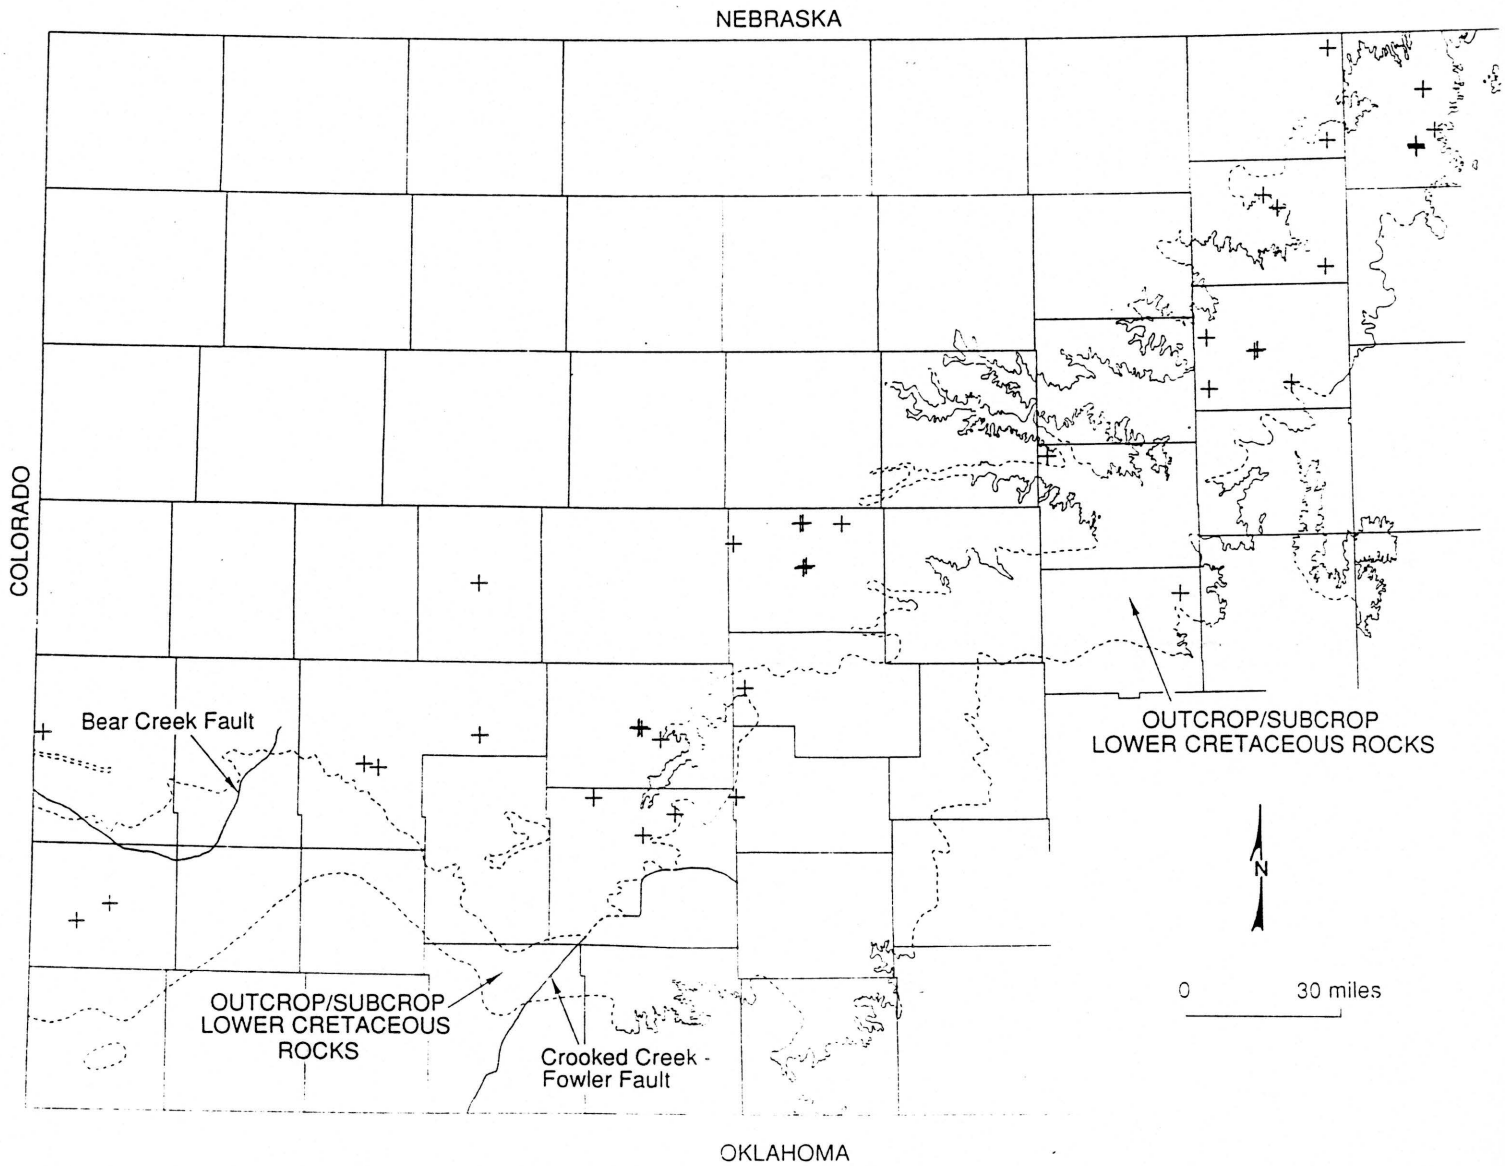 NEBRASKA
COLORADO
Bear Creek Fault
OUTCROP/SUBCROP
LOWER CRETACEOUS ROCKS
N
0 30 miles
OUTCROP/SUBCROP
LOWER CRETACEOUS
ROCKS
Crooked Creek -
Fowler Fault
OKLAHOMA